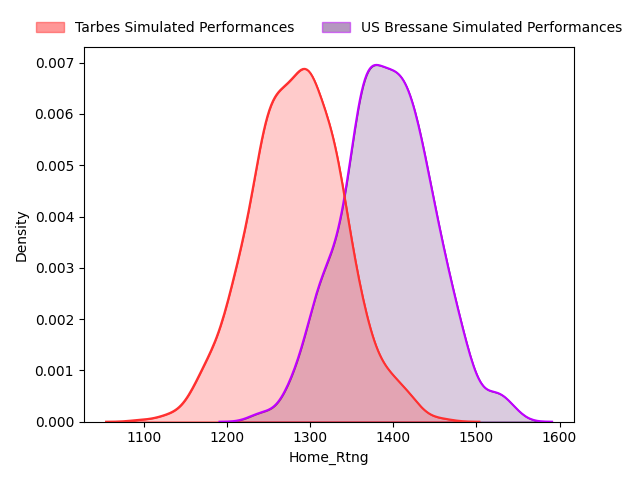 Tarbes Simulated Performances
US Bressane Simulated Performances
0.007
0.006
0.005
0.004
0.003
0.002
0.001
0.000
Density
1100 1200 1300 1400 1500 1600
Home_Rtng